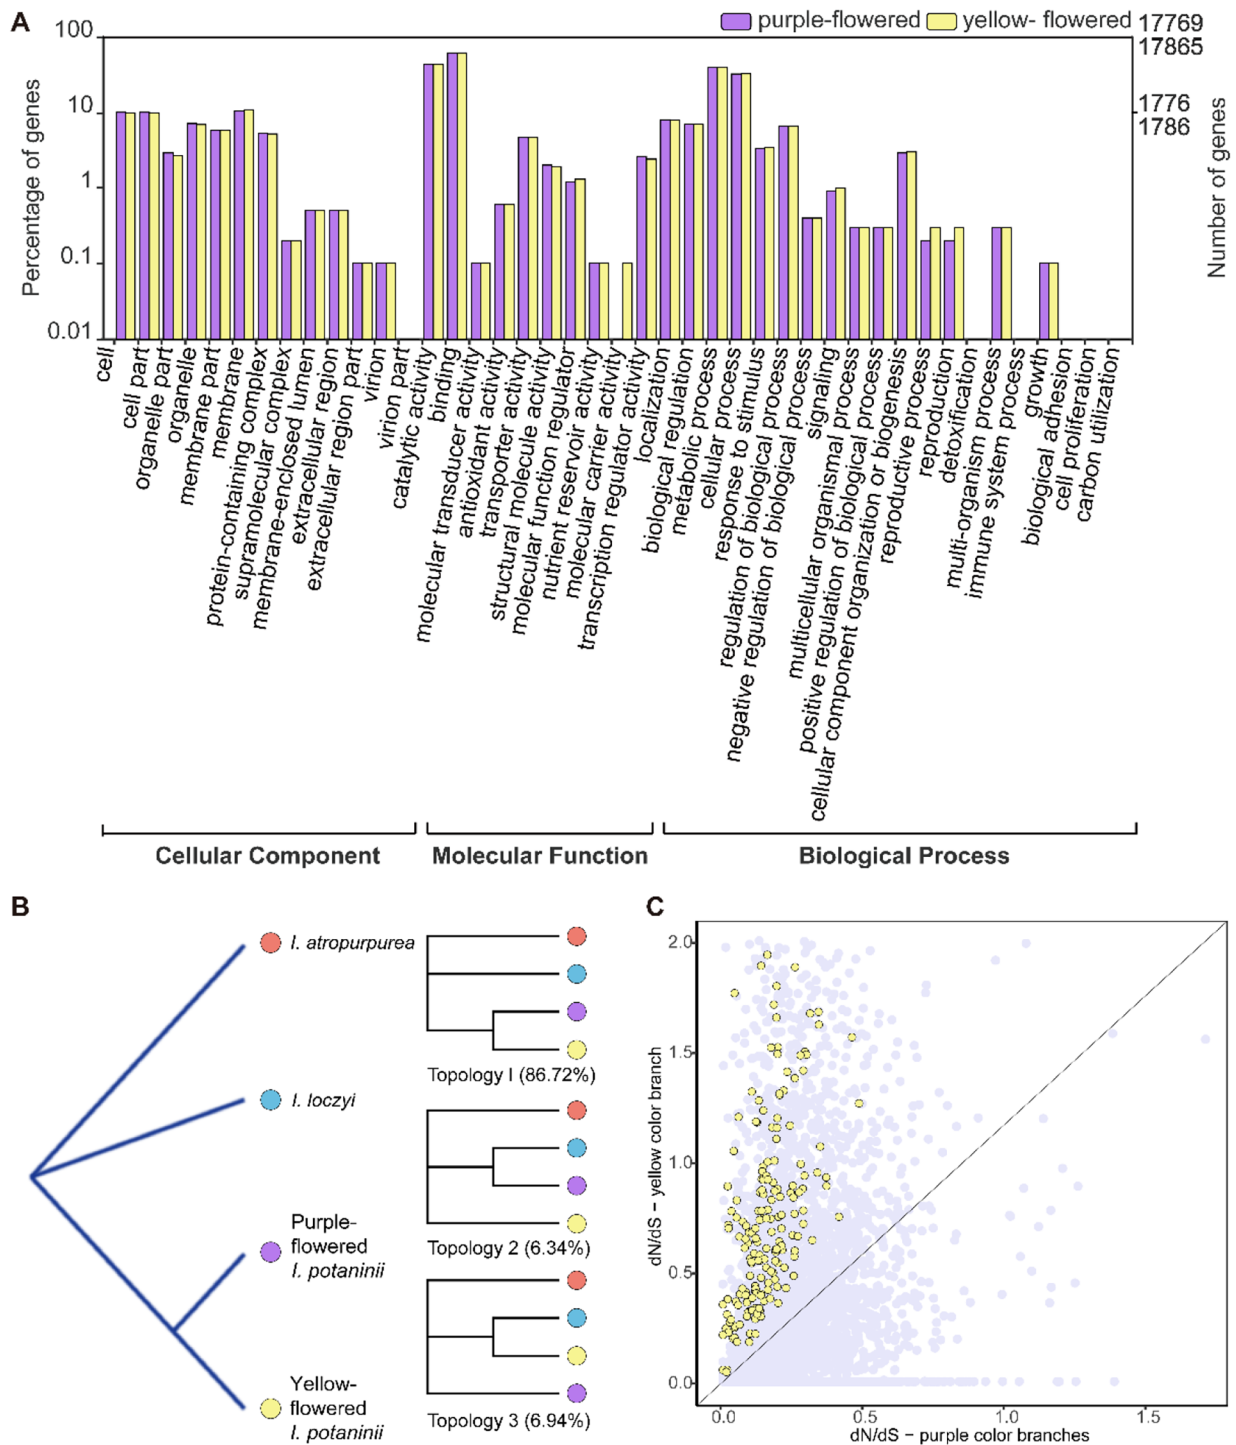 A
purple-flowered
yellow- flowered
17769
17865
1776
1786
Number of genes
Percentage of genes
100
10
1
0.1
0.01
cell
cell part
organelle part
organelle
membrane part
membrane
protein-containing complex
supramolecular complex
membrane-enclosed lumen
extracellular region
extracellular region part
virion
virion part
catalytic activity
binding
molecular transducer activity
antioxidant activity
transporter activity
structural molecule activity
molecular function regulator
nutrient reservoir activity
molecular carrier activity
transcription regulator activity
localization
biological regulation
metabolic process
cellular process
response to stimulus
regulation of biological process
negative regulation of biological process
signaling
multicellular organismal process
positive regulation of biological process
cellular component organization or biogenesis
reproductive process
reproduction
detoxification
multi-organism process
immune system process
growth
biological adhesion
cell proliferation
carbon utilization
Cellular Component
Molecular Function
Biological Process
B
I. atropurpurea
I. loczyi
Purple-
flowered
I. potaninii
Yellow-
flowered
I. potaninii
Topology I (86.72%)
Topology 2 (6.34%)
Topology 3 (6.94%)
C
dN/dS − yellow color branch
2.0
1.5
1.0
0.5
0.0
0.0
0.5
1.0
1.5
dN/dS − purple color branches